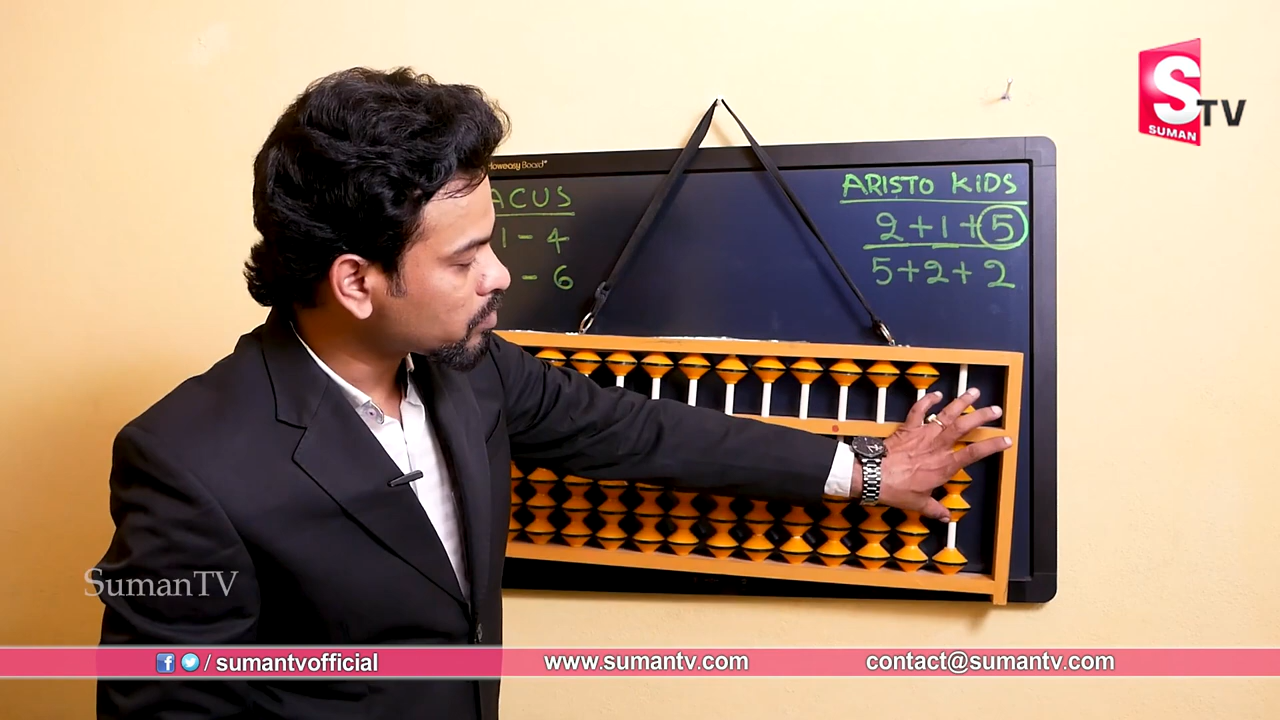 S TV
SUMAN
ACUS
1 - 4
- 6
ARISTO KIDS
2+1+5
5+2+2
SumanTV
/ sumantvofficial
www.sumantv.com
contact@sumantv.com